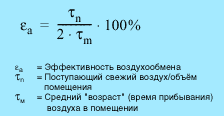 εa = τn / 2 · τm · 100%
εa = Эффективность воздухообмена
τn = Поступающий свежий воздух/объём
помещения
τм = Средний "возраст" (время прибывания)
воздуха в помещении